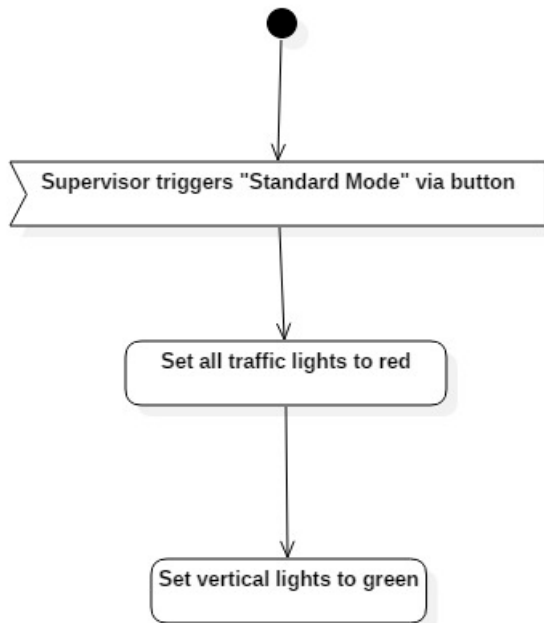 Supervisor triggers "Standard Mode" via button
Set all traffic lights to red
Set vertical lights to green